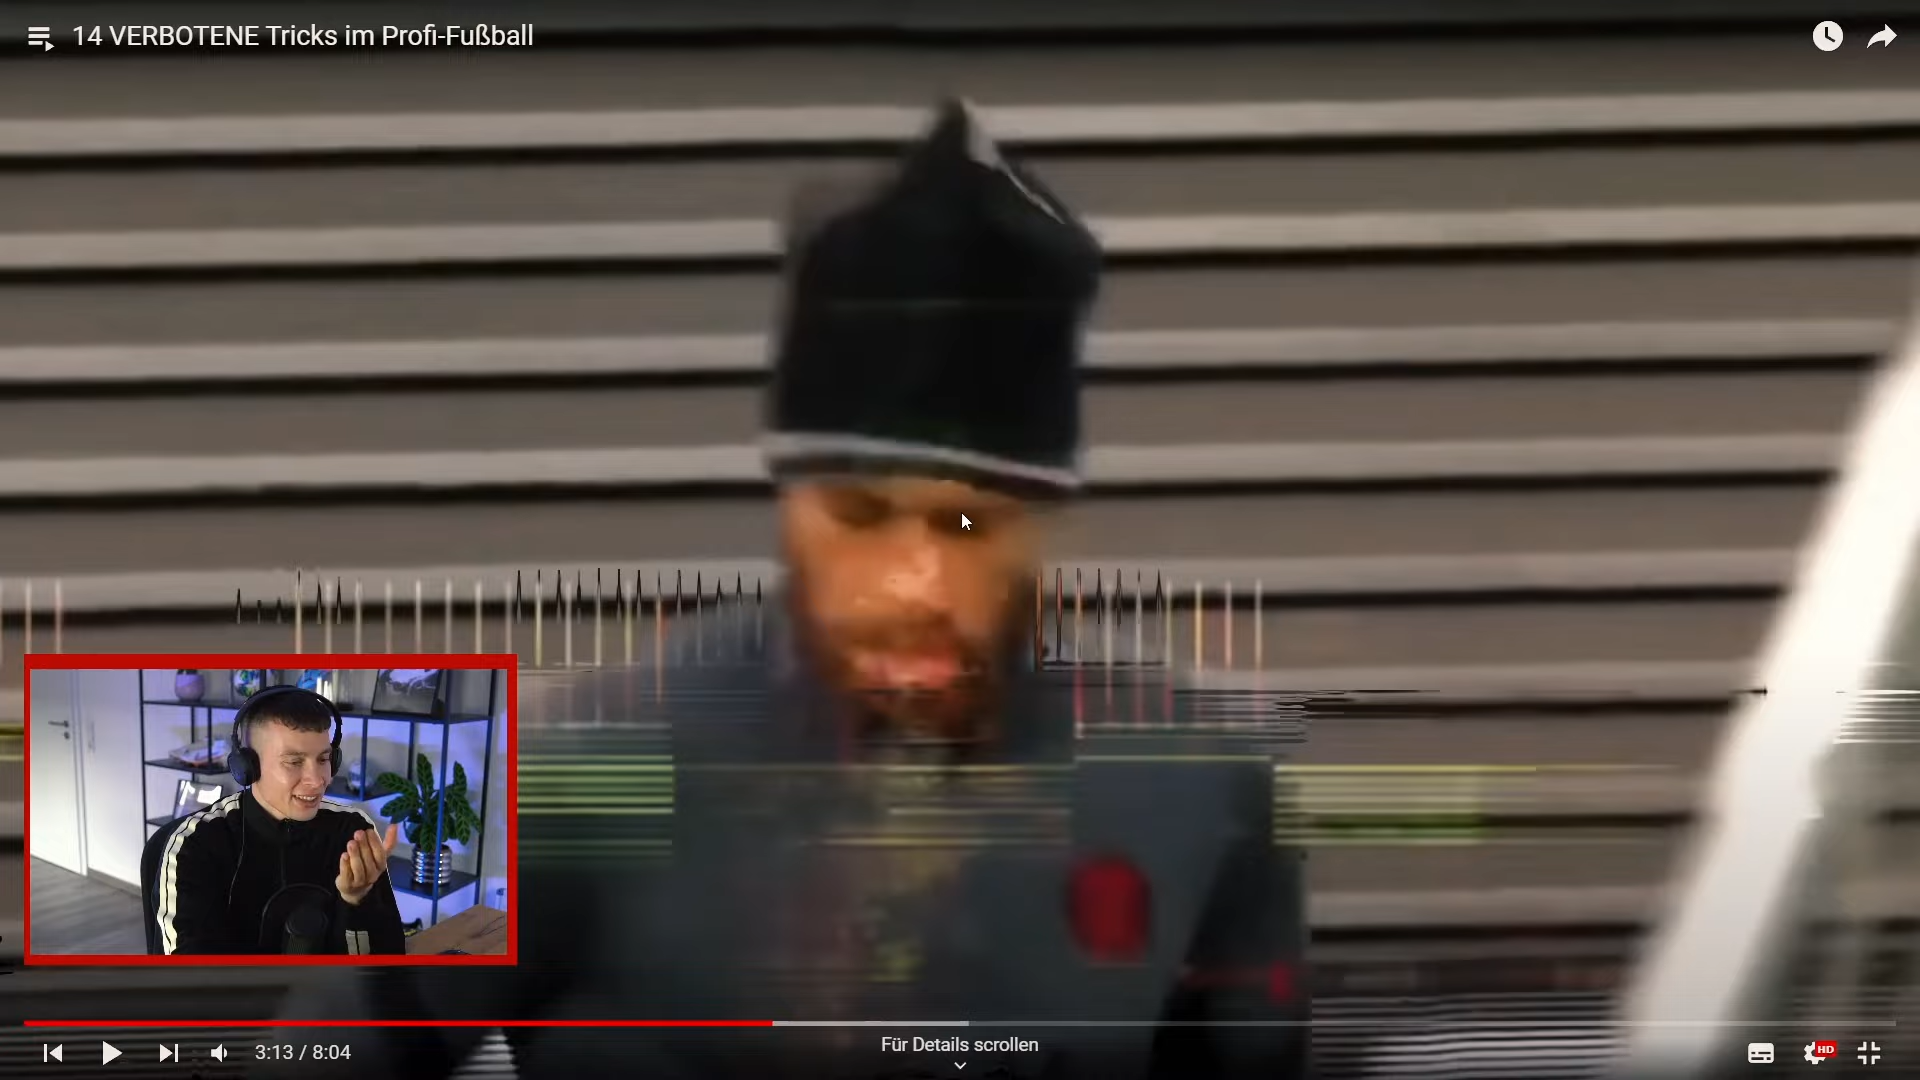 14 VERBOTENE Tricks im Profi-Fußball
3:13 / 8:04
Für Details scrollen
HD